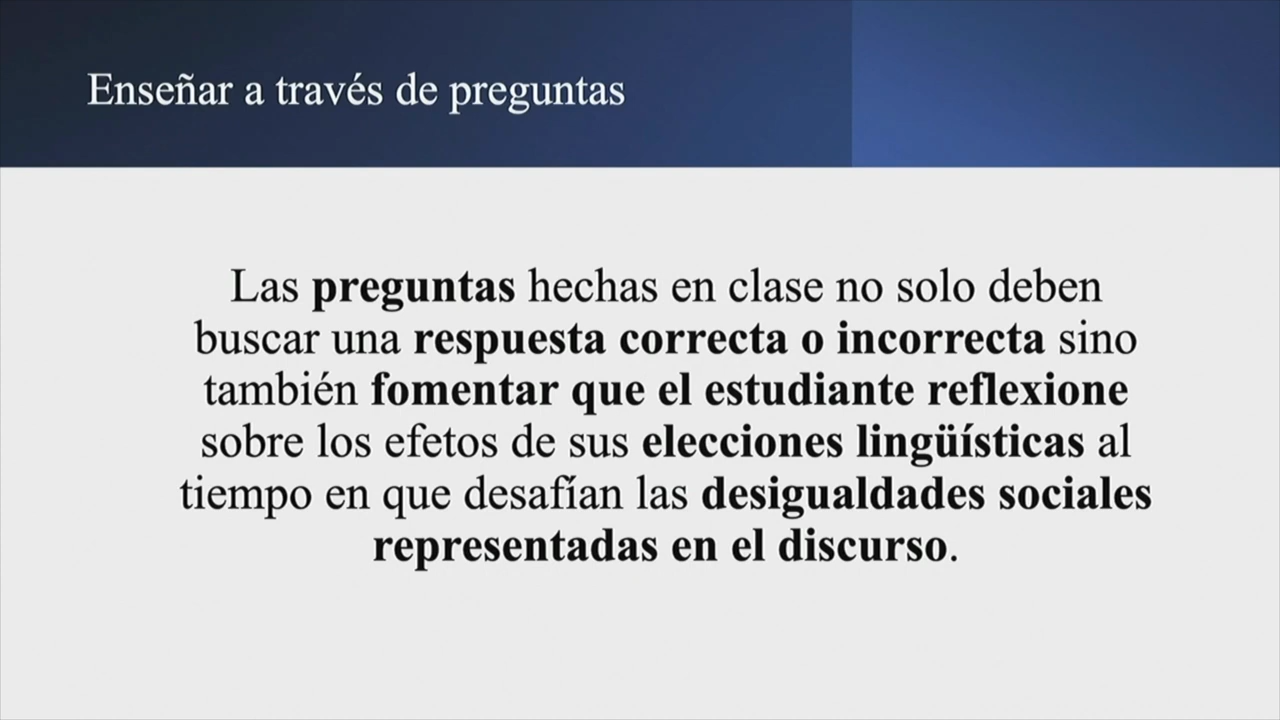 Enseñar a través de preguntas
Las preguntas hechas en clase no solo deben
buscar una respuesta correcta o incorrecta sino
también fomentar que el estudiante reflexione
sobre los efetos de sus elecciones lingüísticas al
tiempo en que desafían las desigualdades sociales
representadas en el discurso.